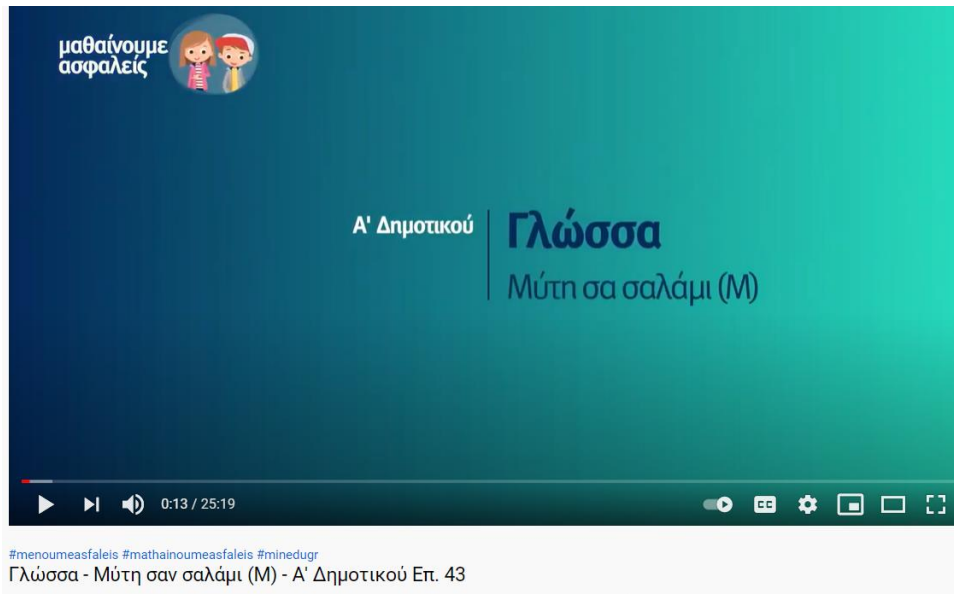 μαθαίνουμε
ασφαλείς
Α' Δημοτικού
Γλώσσα
Μύτη σα σαλάμι (Μ)
0:13 / 25:19
CC
#menoumeasfaleis #mathainoumeasfaleis #minedugr
Γλώσσα - Μύτη σαν σαλάμι (Μ) - Α' Δημοτικού Επ. 43